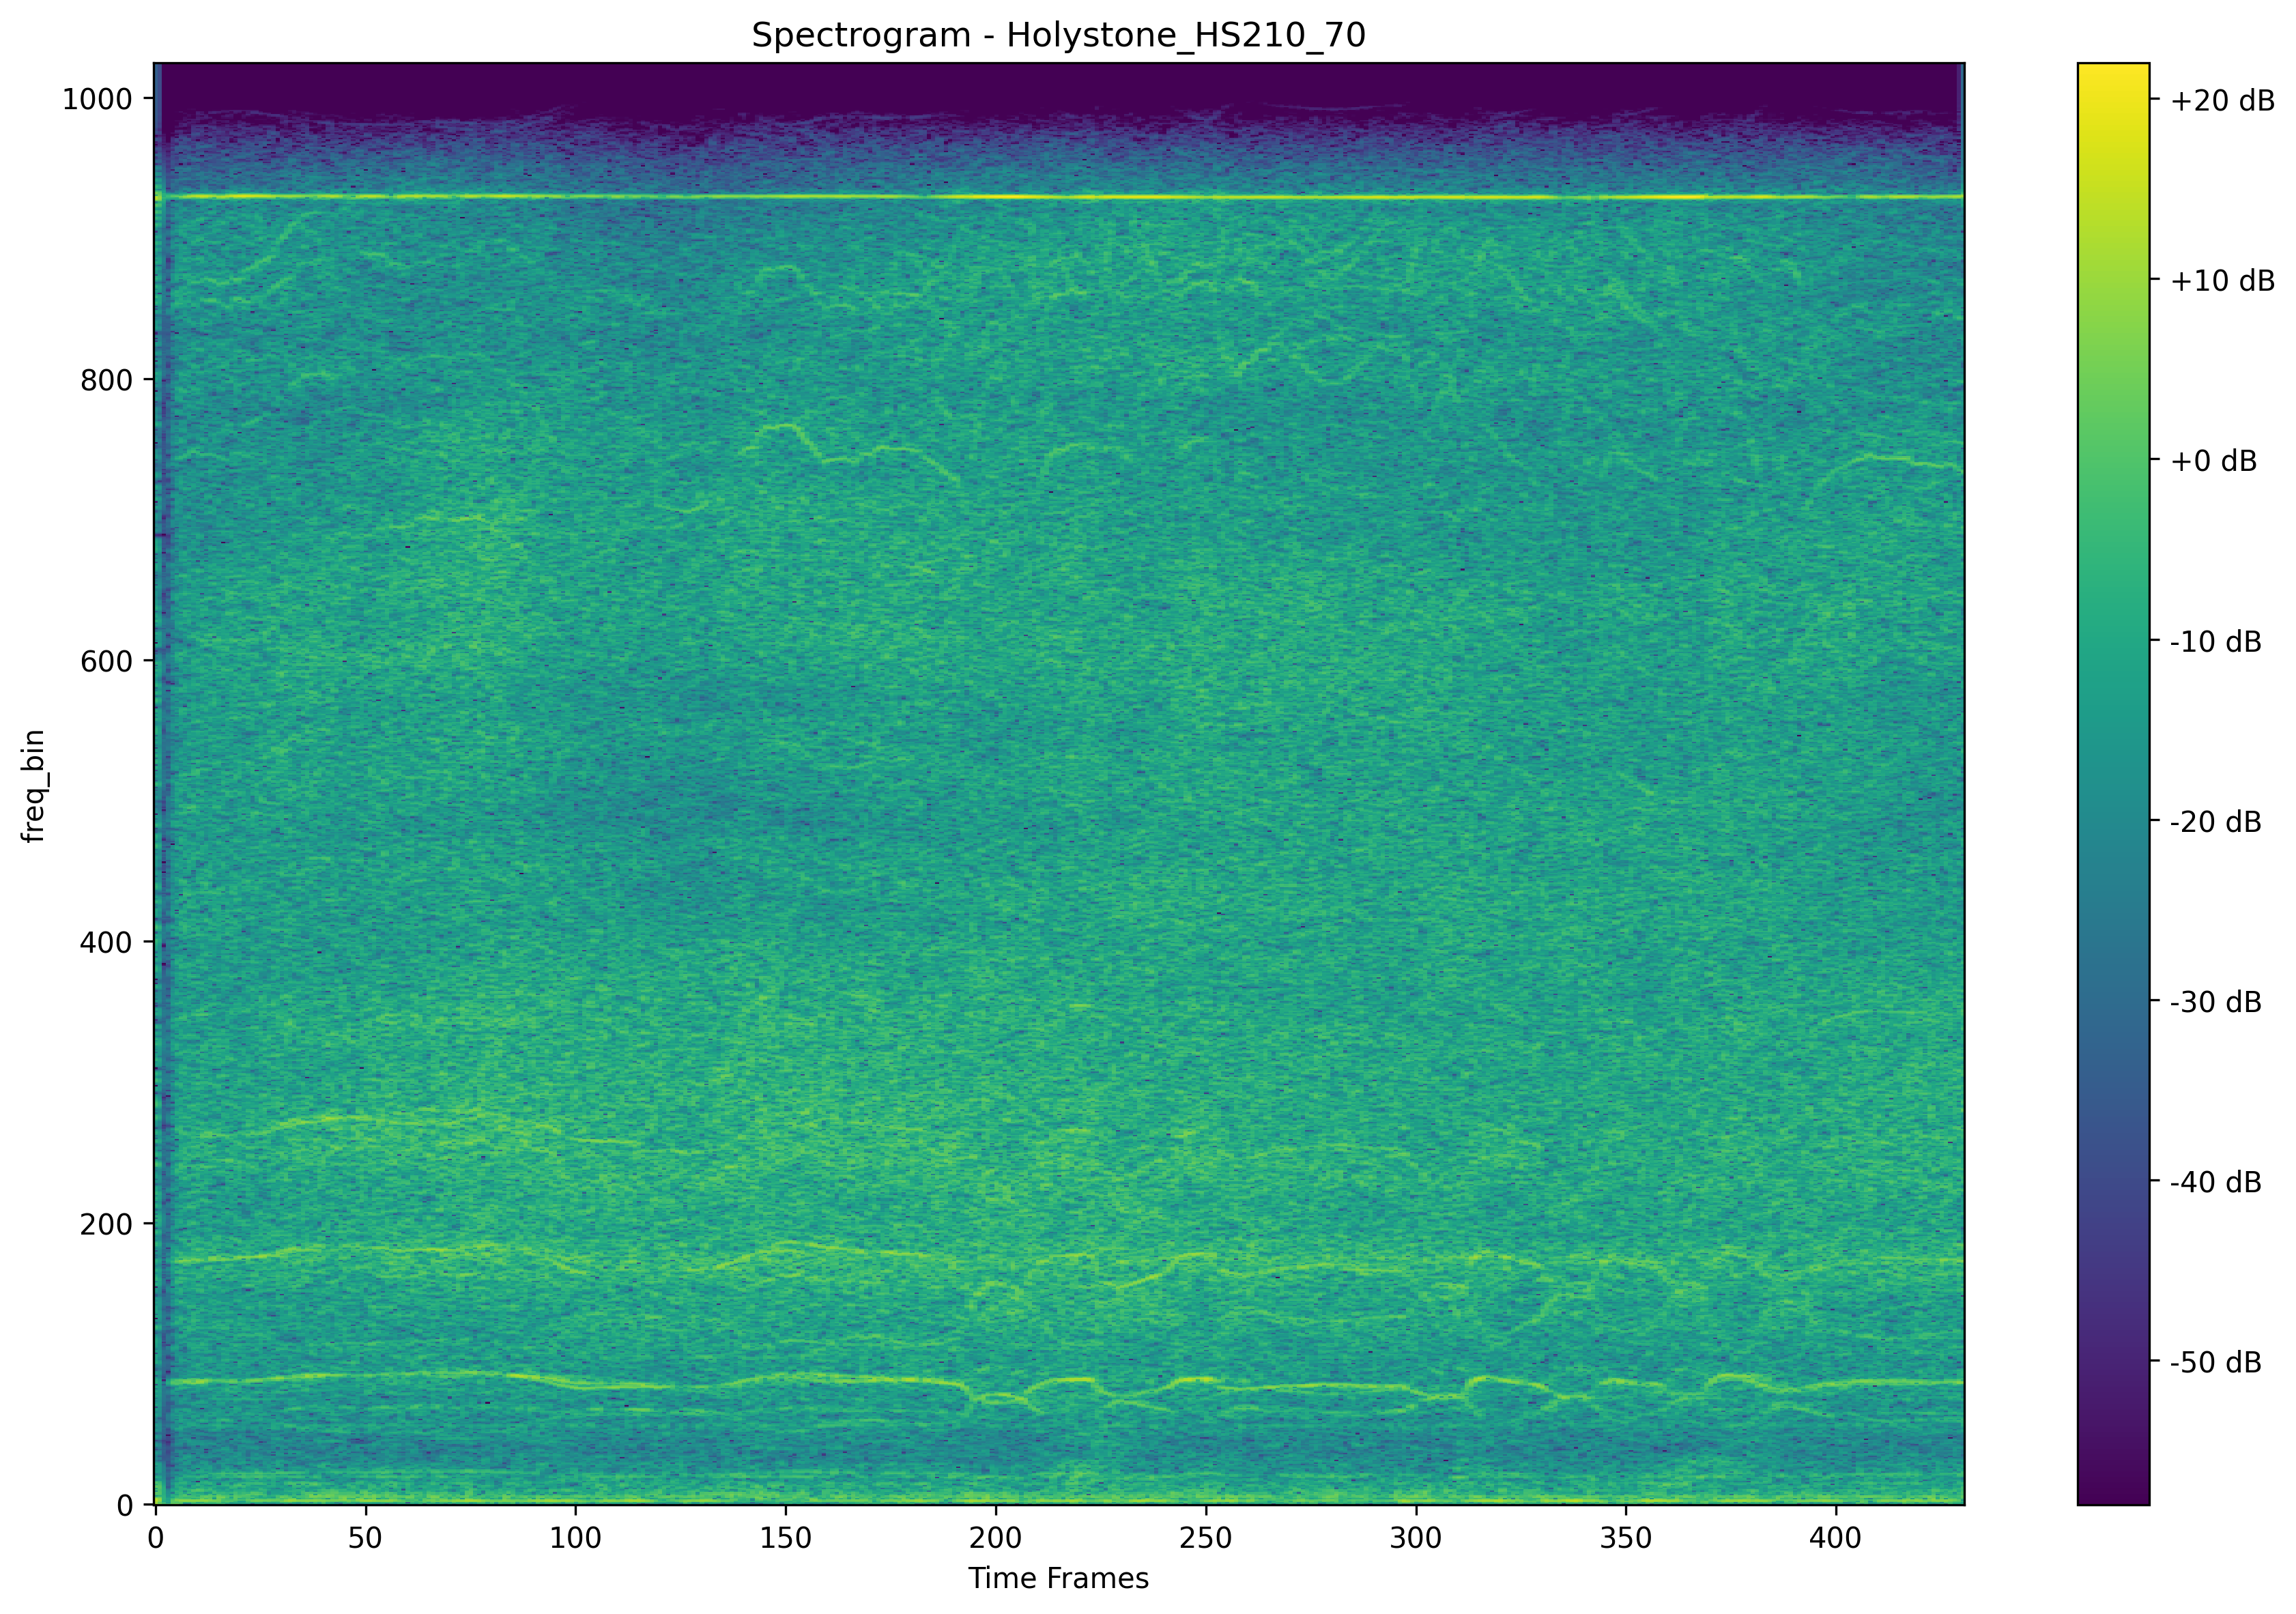 Spectrogram - Holystone_HS210_70
1000
800
600
400
200
0
freq_bin
0 50 100 150 200 250 300 350 400
Time Frames
+20 dB
+10 dB
+0 dB
-10 dB
-20 dB
-30 dB
-40 dB
-50 dB